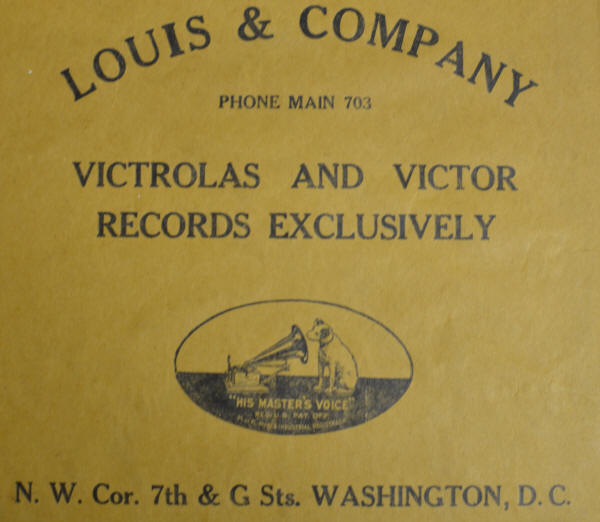 LOUIS & COMPANY
PHONE MAIN 703
VICTROLAS AND VICTOR
RECORDS EXCLUSIVELY
"HIS MASTER'S VOICE"
REG. U.S. PAT. OFF.
N. W. Cor. 7th & G Sts. WASHINGTON, D. C.